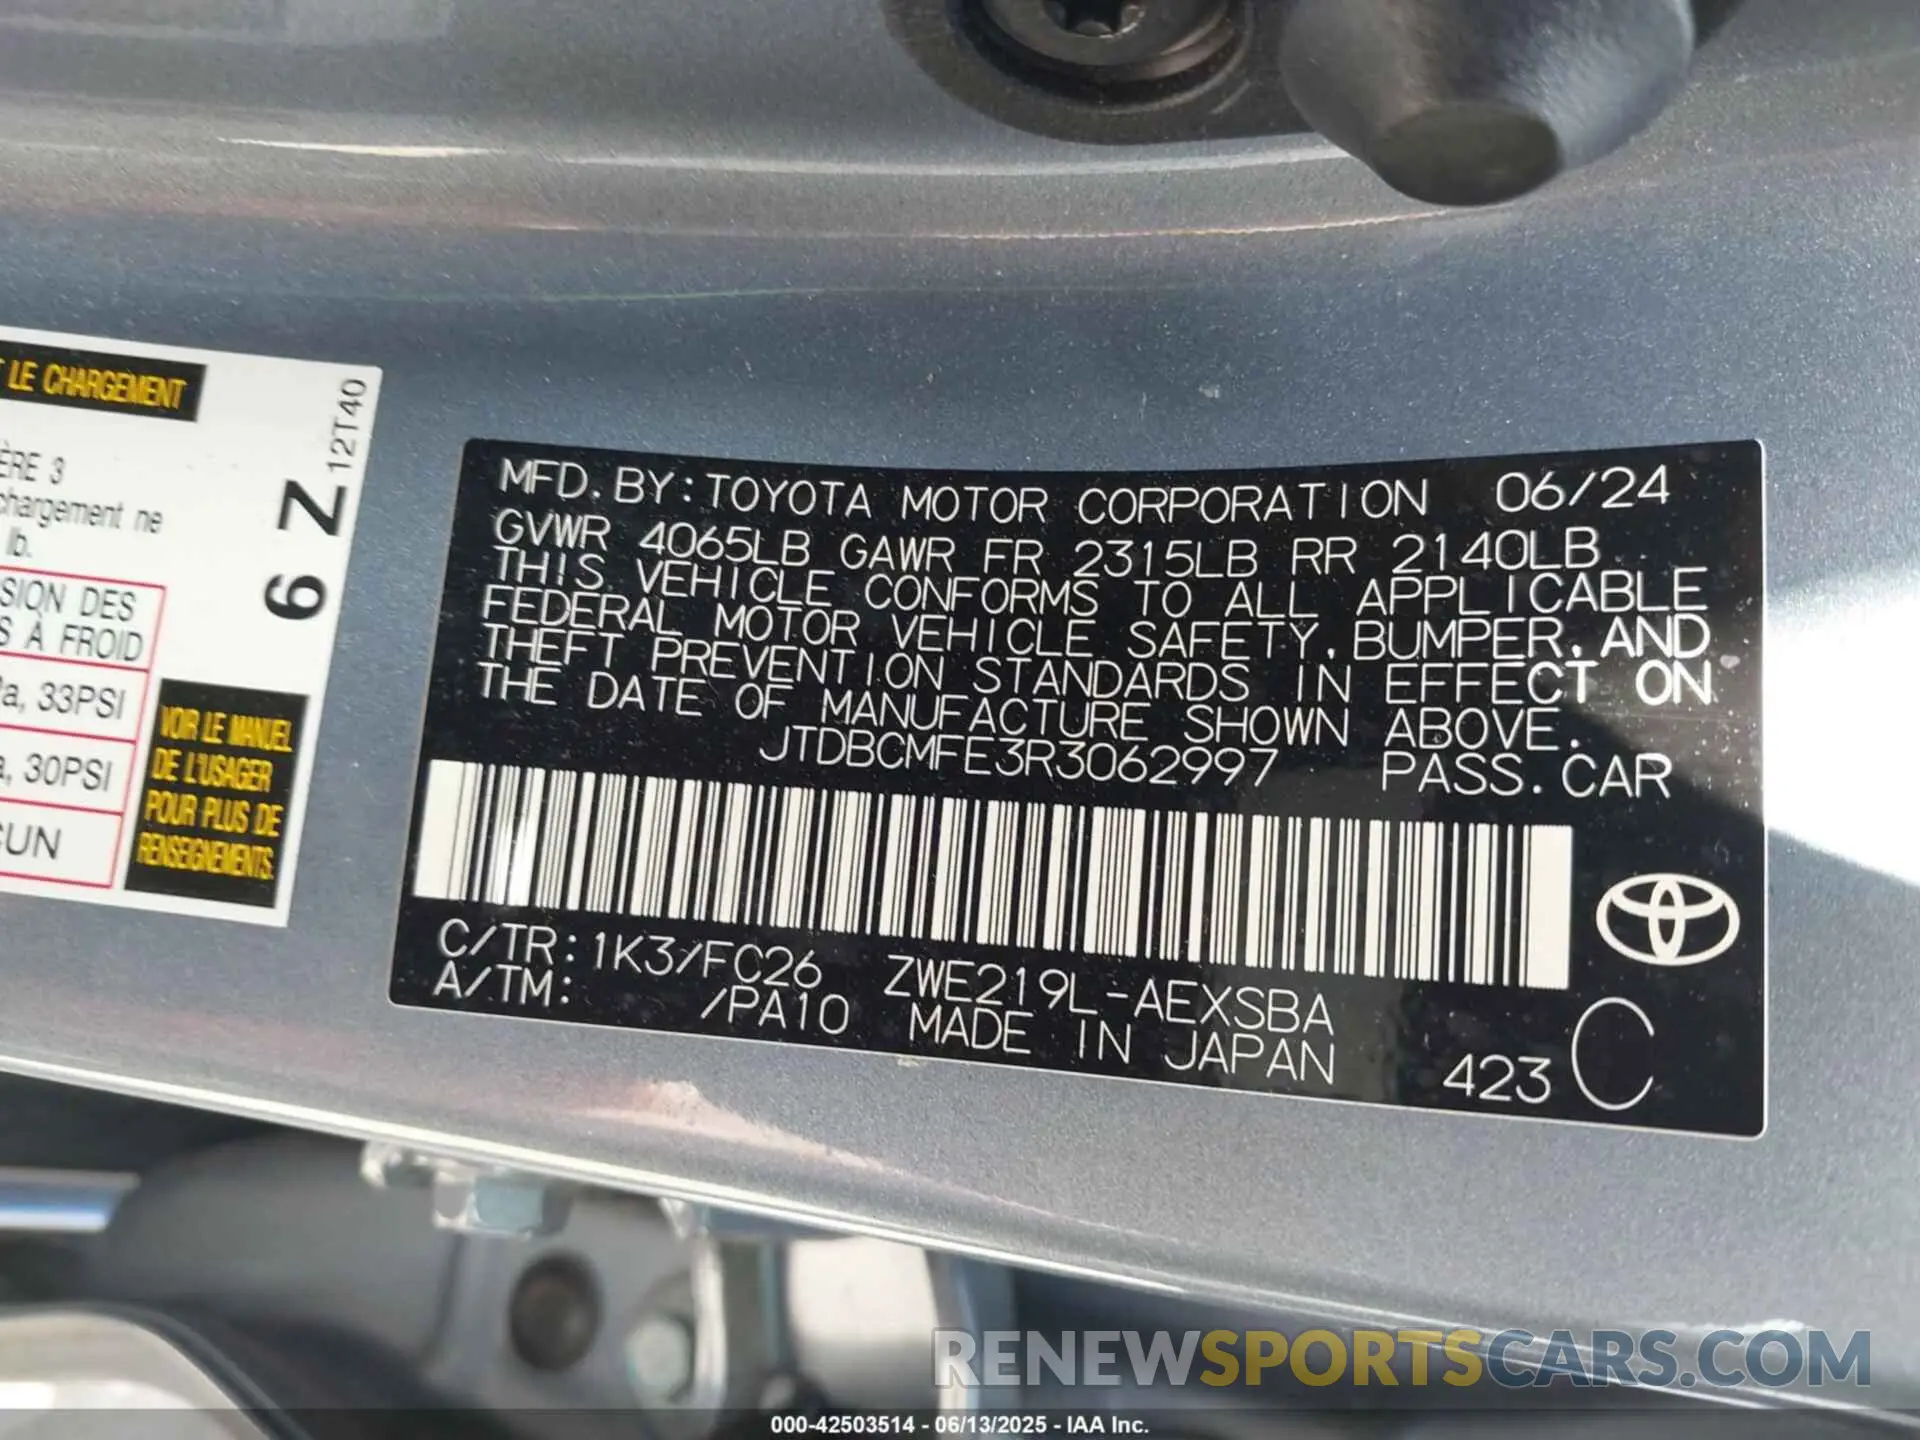 T LE CHARGEMENT
12T40
ÈRE 3
chargement ne
lb.
6 Z
SION DES
S À FROID
a, 33PSI
a, 30PSI
CUN
VOIR LE MANUEL
DE L'USAGER
POUR PLUS DE
RENSEIGNEMENTS.
MFD. BY: TOYOTA MOTOR CORPORATION 06/24
GVWR 4065LB GAWR FR 2315LB RR 2140LB
THIS VEHICLE CONFORMS TO ALL APPLICABLE
FEDERAL MOTOR VEHICLE SAFETY, BUMPER, AND
THEFT PREVENTION STANDARDS IN EFFECT ON
THE DATE OF MANUFACTURE SHOWN ABOVE.
JTDBCMFE3R3062997 PASS. CAR
C/TR: 1K3/FC26 ZWE219L-AEXSBA
A/TM: /PA10 MADE IN JAPAN
423 C
RENEWSPORTSCARS.COM
000-42503514 - 06/13/2025 - IAA Inc.